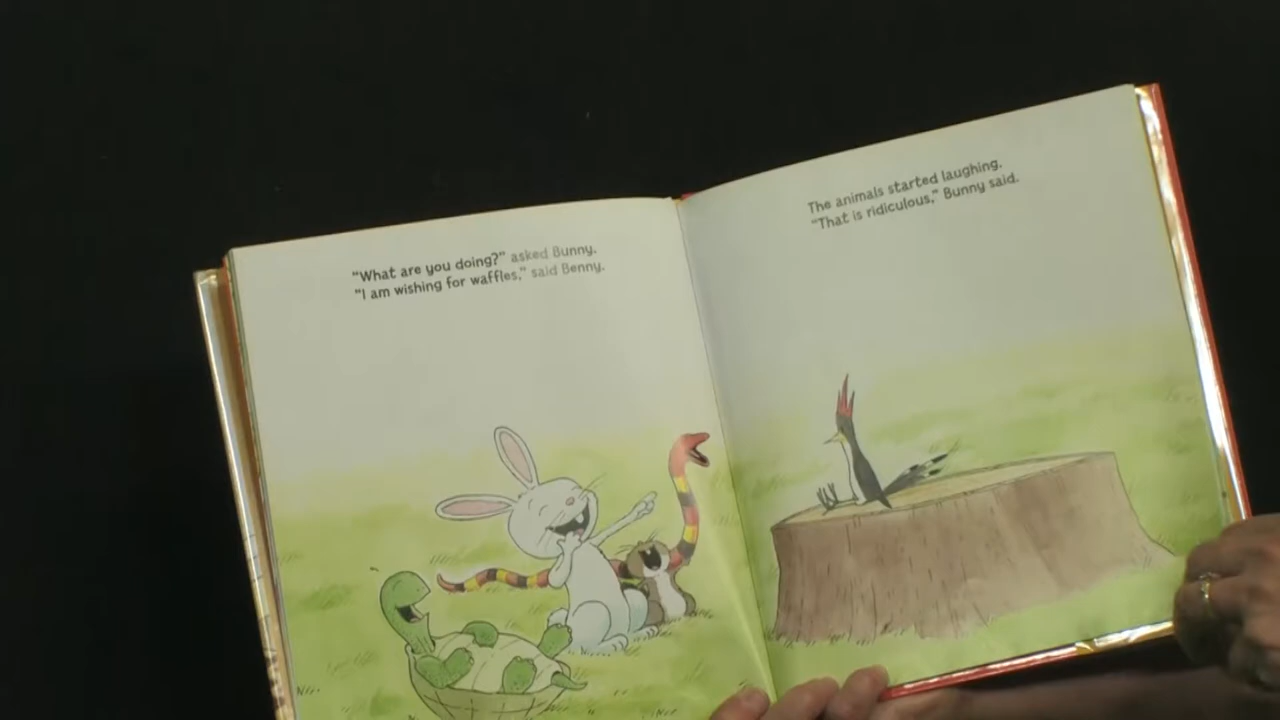 "What are you doing?" asked Bunny.
"I am wishing for waffles," said Benny.
The animals started laughing.
"That is ridiculous," Bunny said.